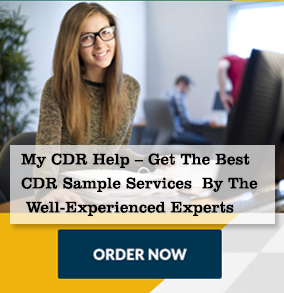 My CDR Help – Get The Best
CDR Sample Services By The
Well-Experienced Experts
ORDER NOW